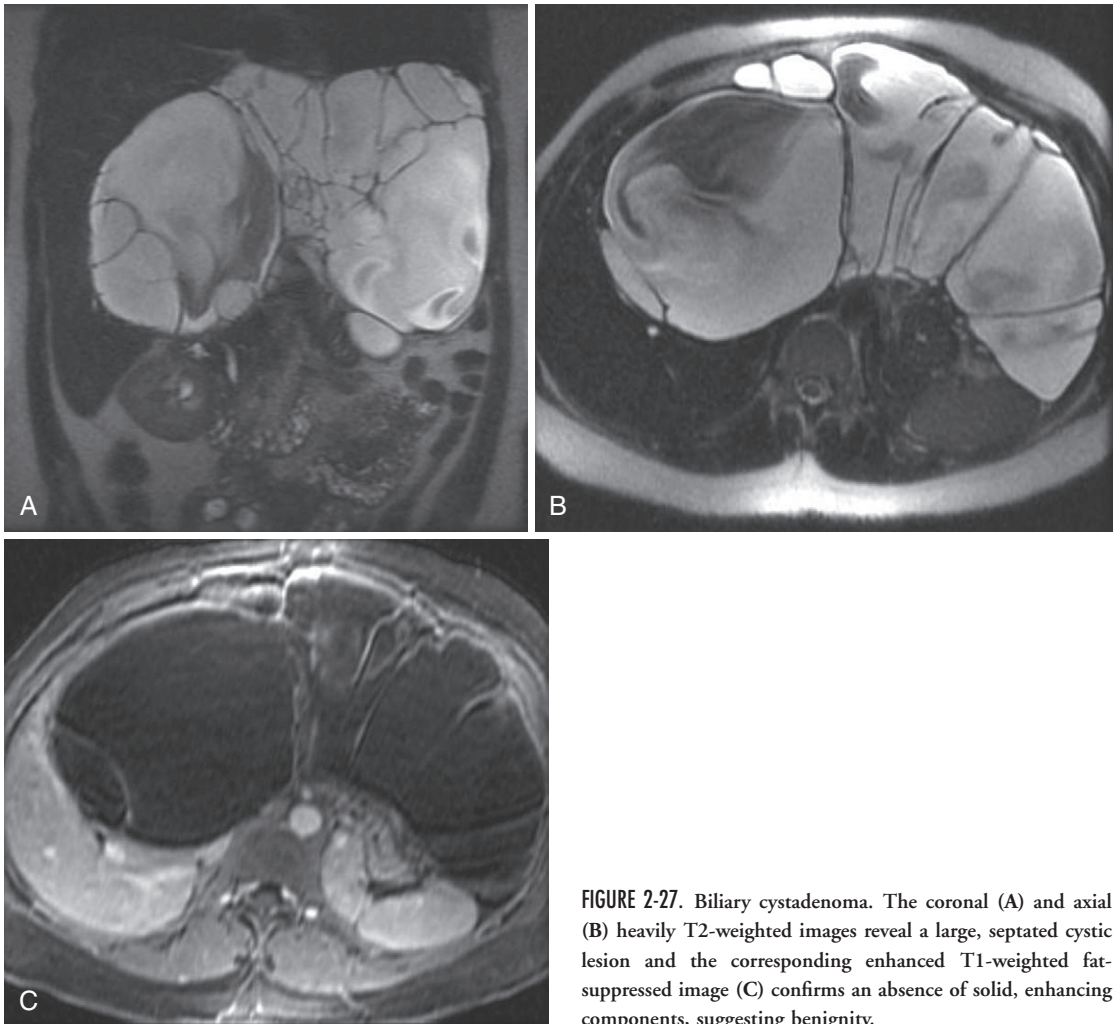 A
B
C
FIGURE 2-27. Biliary cystadenoma. The coronal (A) and axial
(B) heavily T2-weighted images reveal a large, septated cystic
lesion and the corresponding enhanced T1-weighted fat-
suppressed image (C) confirms an absence of solid, enhancing
components, suggesting benignity.